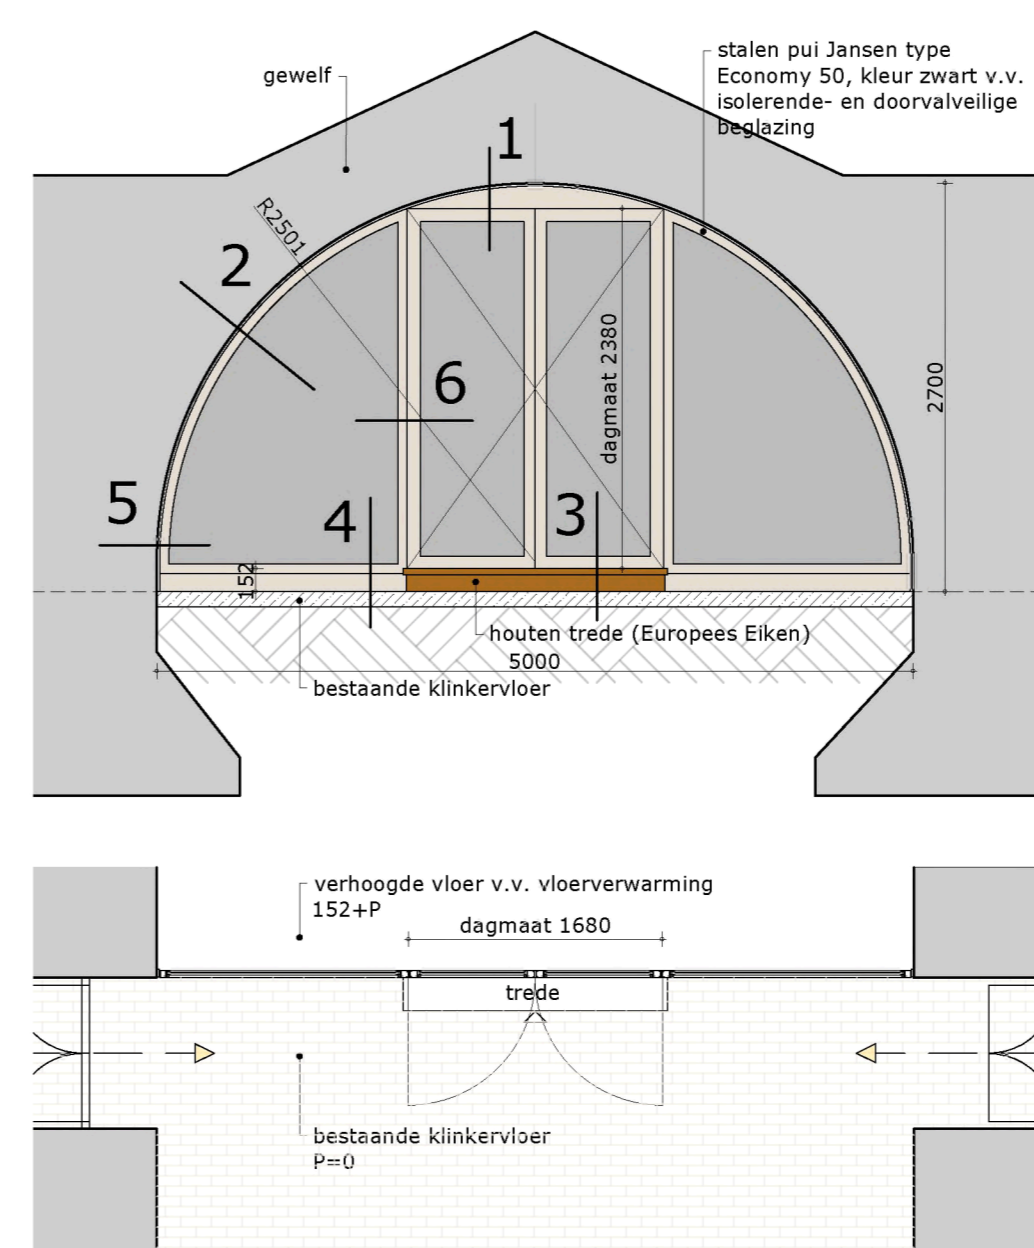 gewelf
stalen pui Jansen type
Economy 50, kleur zwart v.v.
isolerende- en doorvalveilige
beglazing
1
R2501
2
dagmaat 2380
2700
6
5
4
3
152
houten trede (Europees Eiken)
5000
bestaande klinkervloer
verhoogde vloer v.v. vloerverwarming
152+P
dagmaat 1680
trede
bestaande klinkervloer
P=0